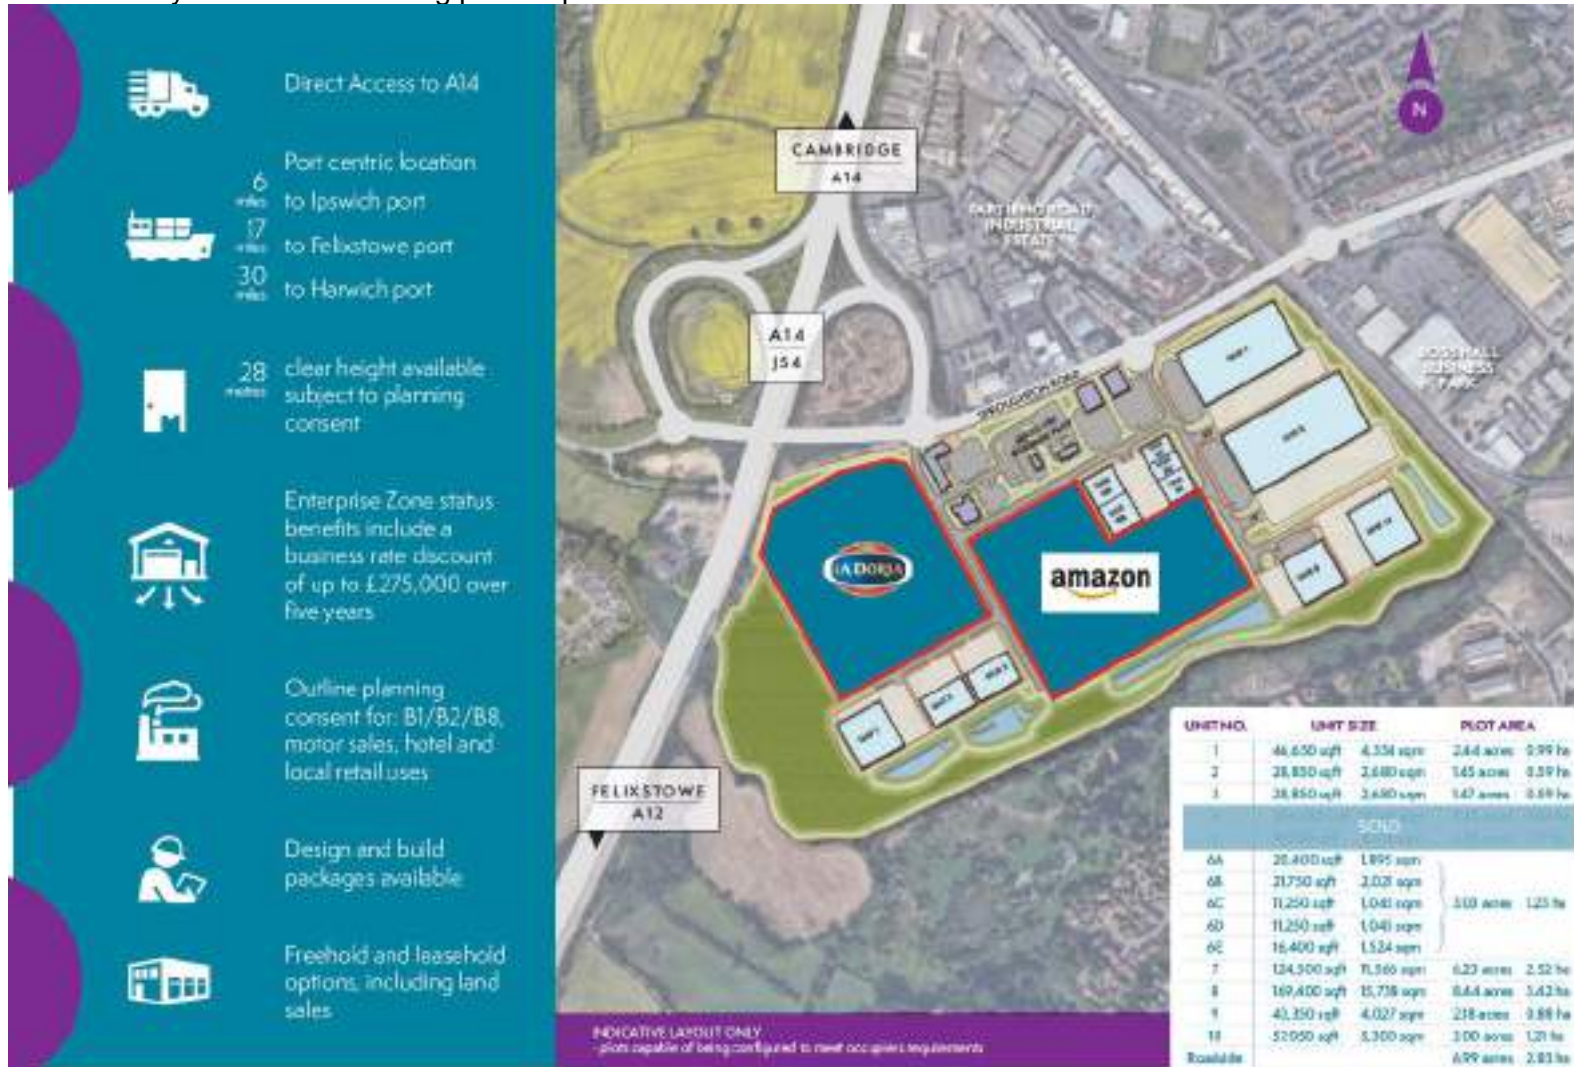 Direct Access to A14
Port centric location
6 miles to Ipswich port
17 miles to Felixstowe port
30 miles to Harwich port
28 metres clear height available
subject to planning
consent
Enterprise Zone status
benefits include a
business rate discount
of up to £275,000 over
five years
Outline planning
consent for: B1/B2/B8,
motor sales, hotel and
local retail uses
Design and build
packages available
Freehold and leasehold
options, including land
sales
CAMBRIDGE
A14
N
INDUSTRIAL
ESTATE
A14
J54
SPROUGHTON ROAD
BUSINESS
PARK
LA DORIA
amazon
FELIXSTOWE
A12
UNIT NO. UNIT SIZE PLOT AREA
1 46,650 sqft 4,334 sqm 2.44 acres 0.99 ha
2 28,850 sqft 2,680 sqm 1.45 acres 0.59 ha
3 28,850 sqft 2,680 sqm 1.47 acres 0.59 ha
SOLD
6A 20,400 sqft 1,895 sqm
6B 21,750 sqft 2,021 sqm
6C 11,250 sqft 1,045 sqm 1.23 ha
6D 11,250 sqft 1,045 sqm
6E 16,400 sqft 1,524 sqm
7 124,500 sqft 11,566 sqm 6.23 acres 2.52 ha
8 169,400 sqft 15,738 sqm 8.44 acres 3.42 ha
9 4,027 sqm 2.18 acres 0.88 ha
10 5,300 sqm 3.00 acres 1.21 ha
Roadside 6.99 acres 2.83 ha
INDICATIVE LAYOUT ONLY
- plots capable of being configured to meet occupiers requirements